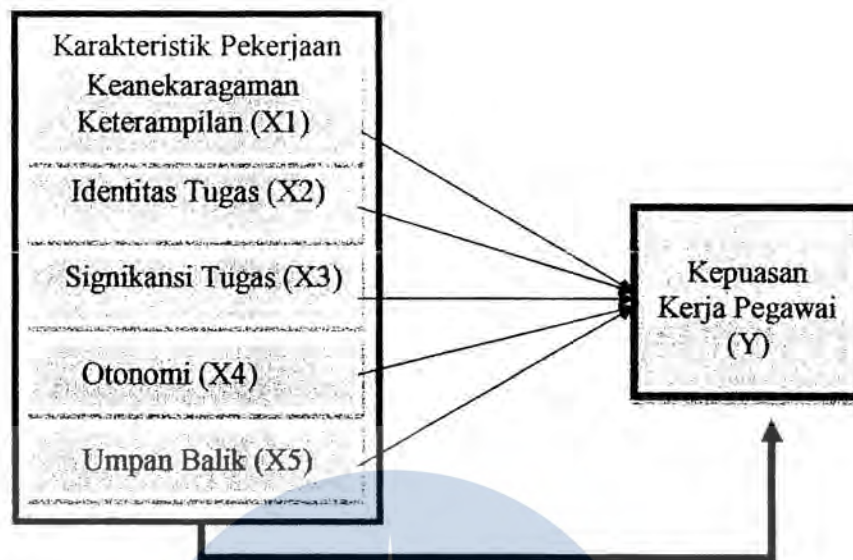 Karakteristik Pekerjaan
Keanekaragaman
Keterampilan (X1)
Identitas Tugas (X2)
Signikansi Tugas (X3)
Otonomi (X4)
Umpan Balik (X5)
Kepuasan
Kerja Pegawai
(Y)